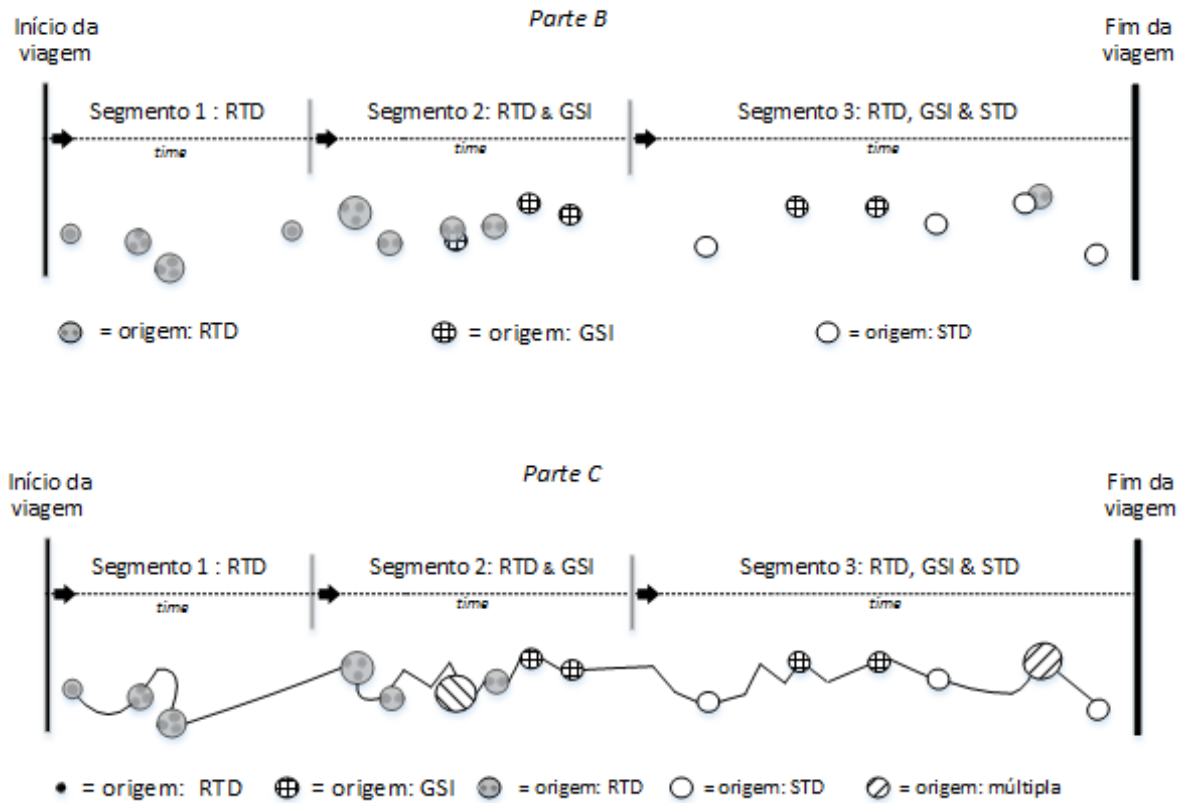 Parte B
Início da
viagem
Fim da
viagem
Segmento 1 : RTD
Segmento 2: RTD & GSI
Segmento 3: RTD, GSI & STD
time
time
time
= origem: RTD
= origem: GSI
= origem: STD
Parte C
Início da
viagem
Fim da
viagem
Segmento 1 : RTD
Segmento 2: RTD & GSI
Segmento 3: RTD, GSI & STD
time
time
time
= origem: RTD
= origem: GSI
= origem: RTD
= origem: STD
= origem: múltipla